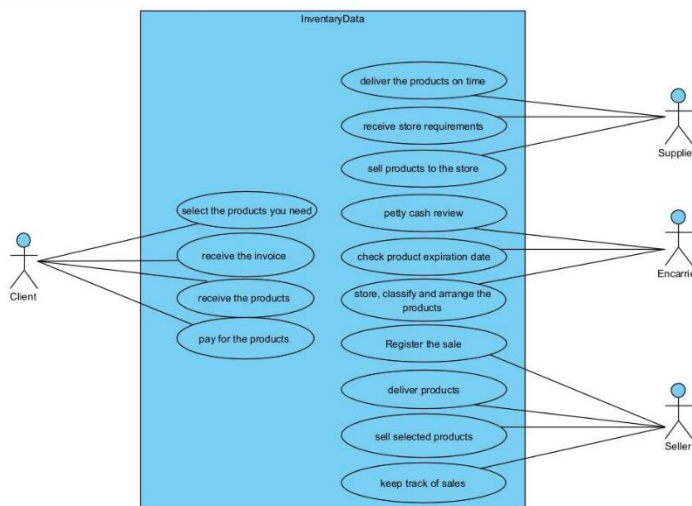 InventaryData
deliver the products on time
receive store requirements
sell products to the store
Supplie
select the products you need
receive the invoice
receive the products
pay for the products
Client
petty cash review
check product expiration date
store, classify and arrange the
products
Encarrie
Register the sale
deliver products
sell selected products
keep track of sales
Seller